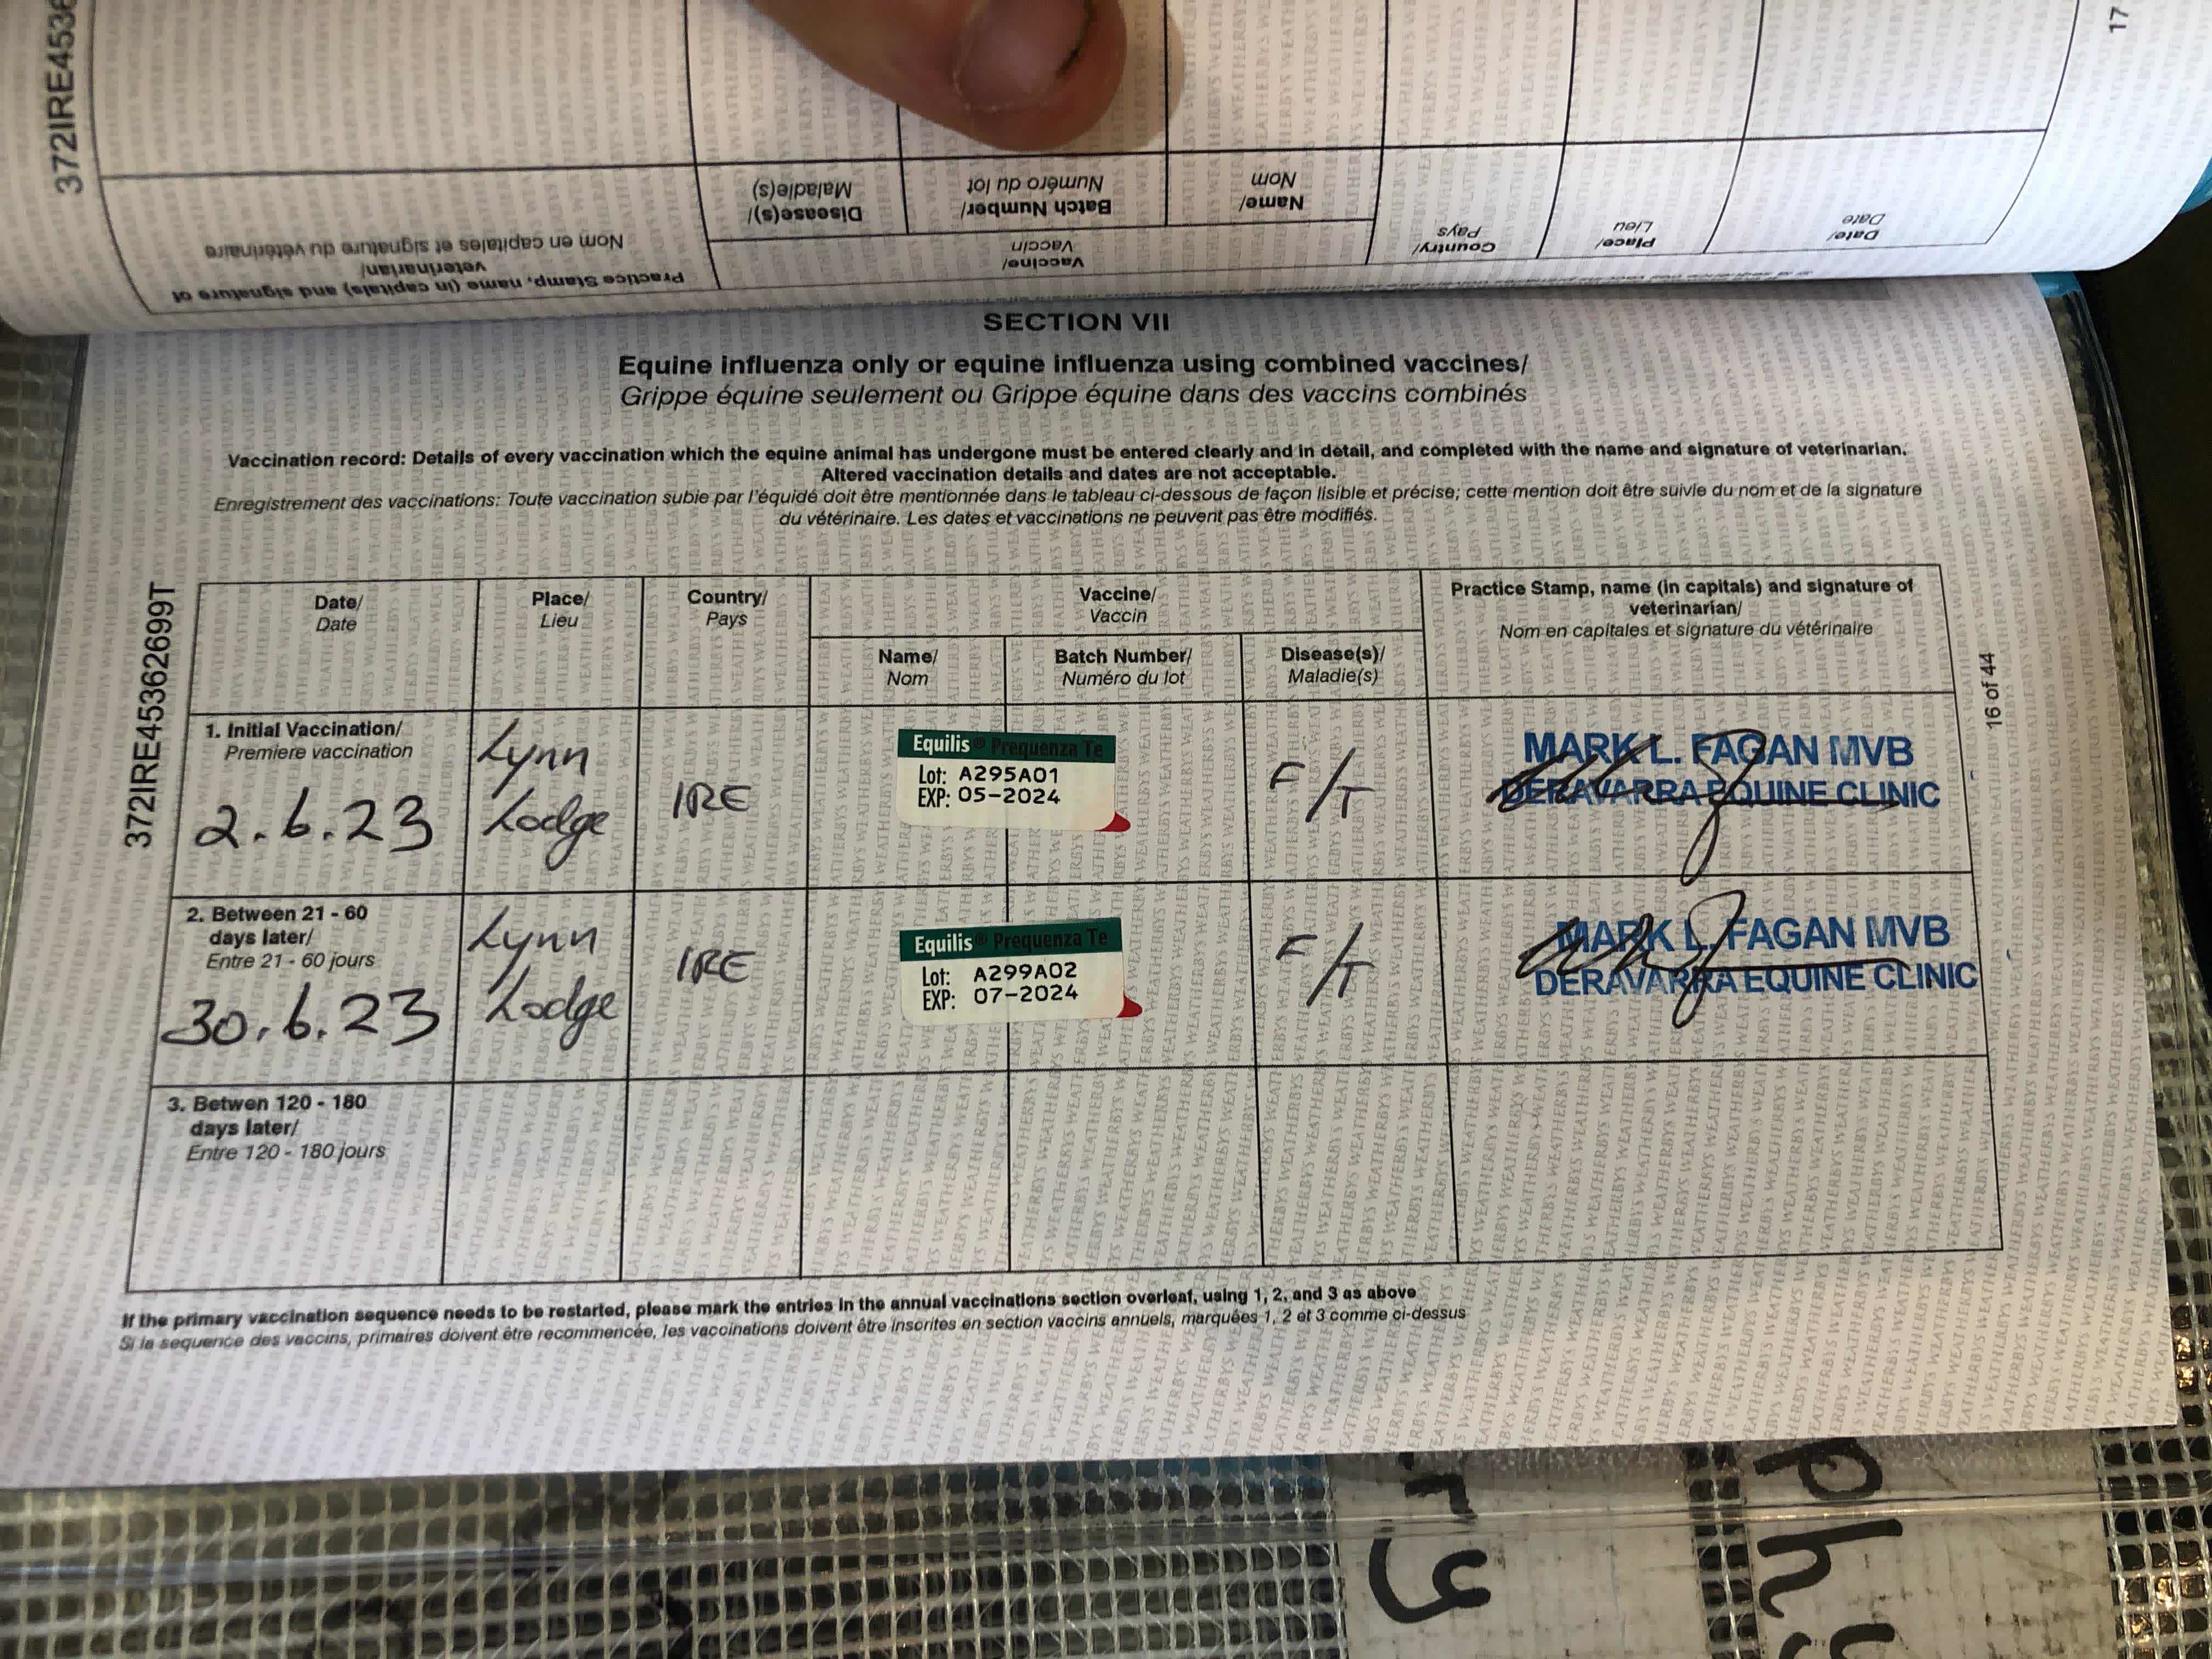 372IRE4536
17
Practice Stamp, name (in capitals) and signature of
veterinarian/
Nom en capitales et signature du vétérinaire
Vaccine/
Vaccin
Disease(s)/
Maladie(s)
Batch Number/
Numéro du lot
Name/
Nom
Country/
Pays
Place/
Lieu
Date/
Date
SECTION VII
Equine influenza only or equine influenza using combined vaccines/
Grippe équine seulement ou Grippe équine dans des vaccins combinés
Vaccination record: Details of every vaccination which the equine animal has undergone must be entered clearly and in detail, and completed with the name and signature of veterinarian.
Altered vaccination details and dates are not acceptable.
Enregistrement des vaccinations: Toute vaccination subie par l'équidé doit être mentionnée dans le tableau ci-dessous de façon lisible et précise; cette mention doit être suivie du nom et de la signature
du vétérinaire. Les dates et vaccinations ne peuvent pas être modifiés.
372IRE45362699T
16 of 44
Date/
Date
Place/
Lieu
Country/
Pays
Vaccine/
Vaccin
Practice Stamp, name (in capitals) and signature of
veterinarian/
Nom en capitales et signature du vétérinaire
Name/
Nom
Batch Number/
Numéro du lot
Disease(s)/
Maladie(s)
1. Initial Vaccination/
Premiere vaccination
2.6.23
Lynn
Lodge
IRE
Equilis® Prequenza Te
Lot: A295A01
EXP: 05-2024
F/T
MARK L. FAGAN MVB
DERAVARRA EQUINE CLINIC
2. Between 21 - 60
days later/
Entre 21 - 60 jours
30.6.23
Lynn
Lodge
IRE
Equilis® Prequenza Te
Lot: A299A02
EXP: 07-2024
F/T
MARK L. FAGAN MVB
DERAVARRA EQUINE CLINIC
3. Betwen 120 - 180
days later/
Entre 120 - 180 jours
If the primary vaccination sequence needs to be restarted, please mark the entries in the annual vaccinations section overleaf, using 1, 2, and 3 as above
Si la sequence des vaccins, primaires doivent être recommencée, les vaccinations doivent être inscrites en section vaccins annuels, marquées 1, 2 et 3 comme ci-dessus